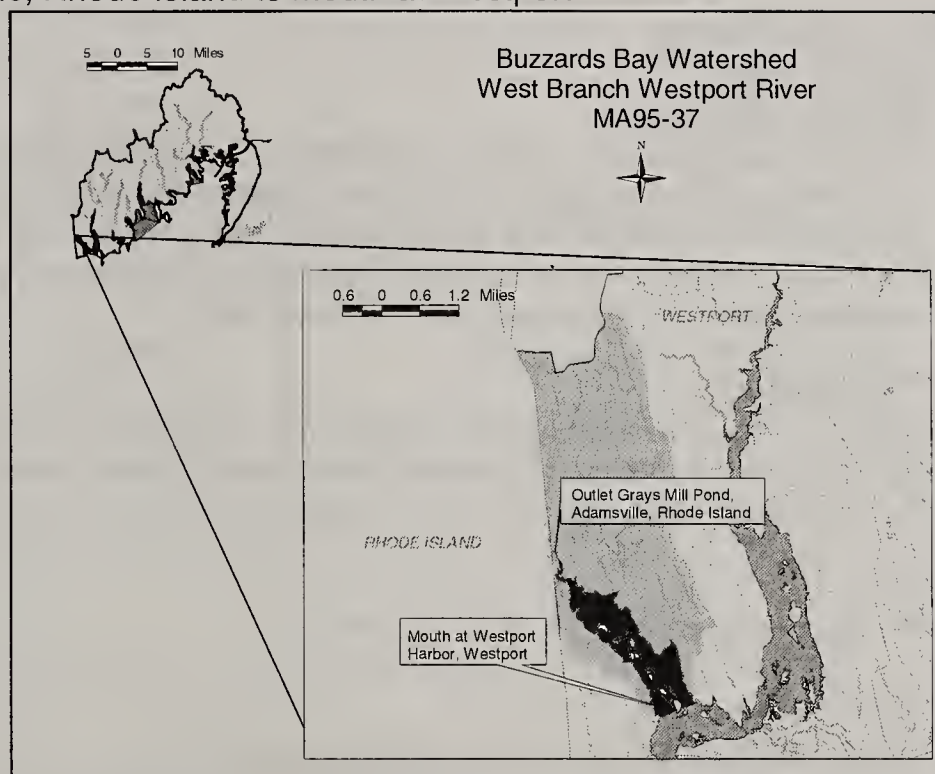 5 0 5 10 Miles
Buzzards Bay Watershed
West Branch Westport River
MA95-37
N
0.6 0 0.6 1.2 Miles
WESTPORT
Outlet Grays Mill Pond,
Adamsville, Rhode Island
RHODE ISLAND
Mouth at Westport
Harbor, Westport